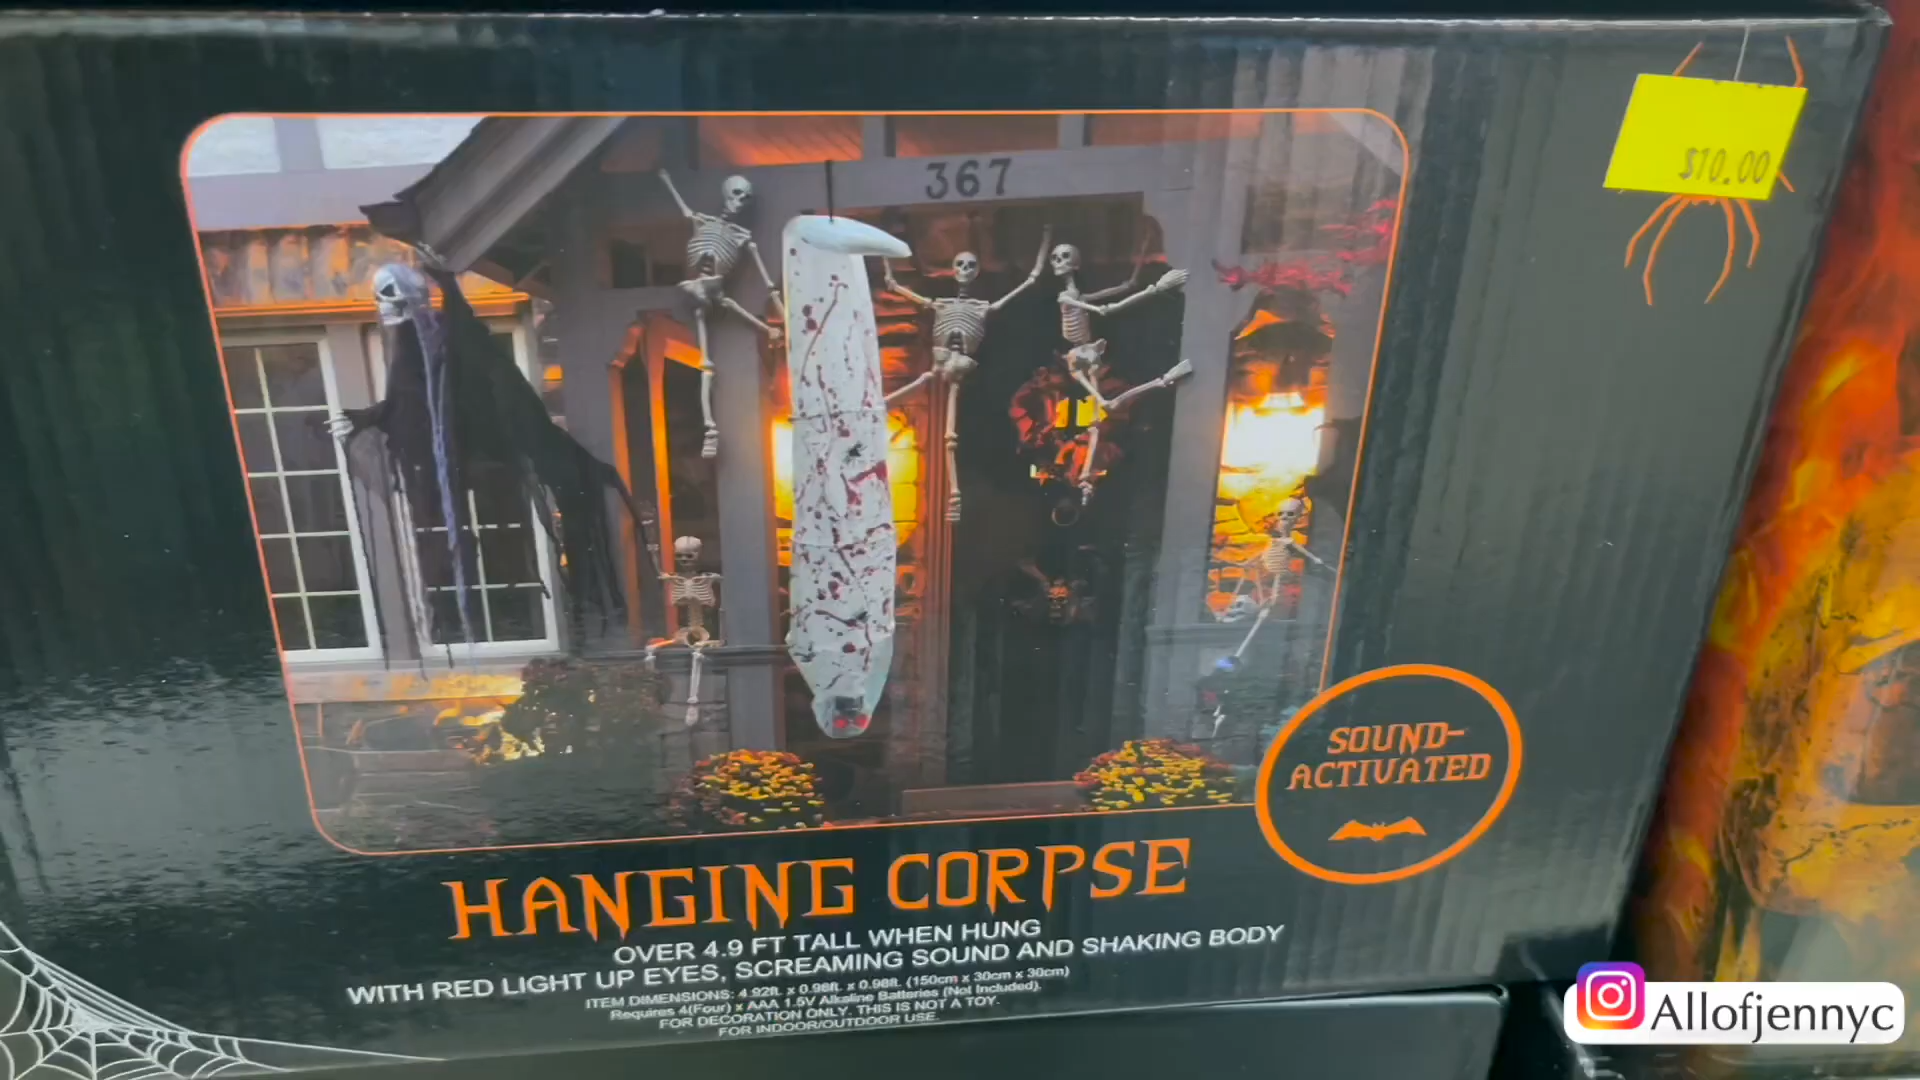 $10.00
367
SOUND-
ACTIVATED
HANGING CORPSE
OVER 4.9 FT TALL WHEN HUNG
WITH RED LIGHT UP EYES, SCREAMING SOUND AND SHAKING BODY
ITEM DIMENSIONS: 4.92ft. x 0.98ft. x 0.98ft. (150cm x 30cm x 30cm)
Requires 4(Four) x AAA 1.5V Alkaline Batteries (Not Included).
FOR DECORATION ONLY. THIS IS NOT A TOY.
FOR INDOOR/OUTDOOR USE.
Allofjennyc